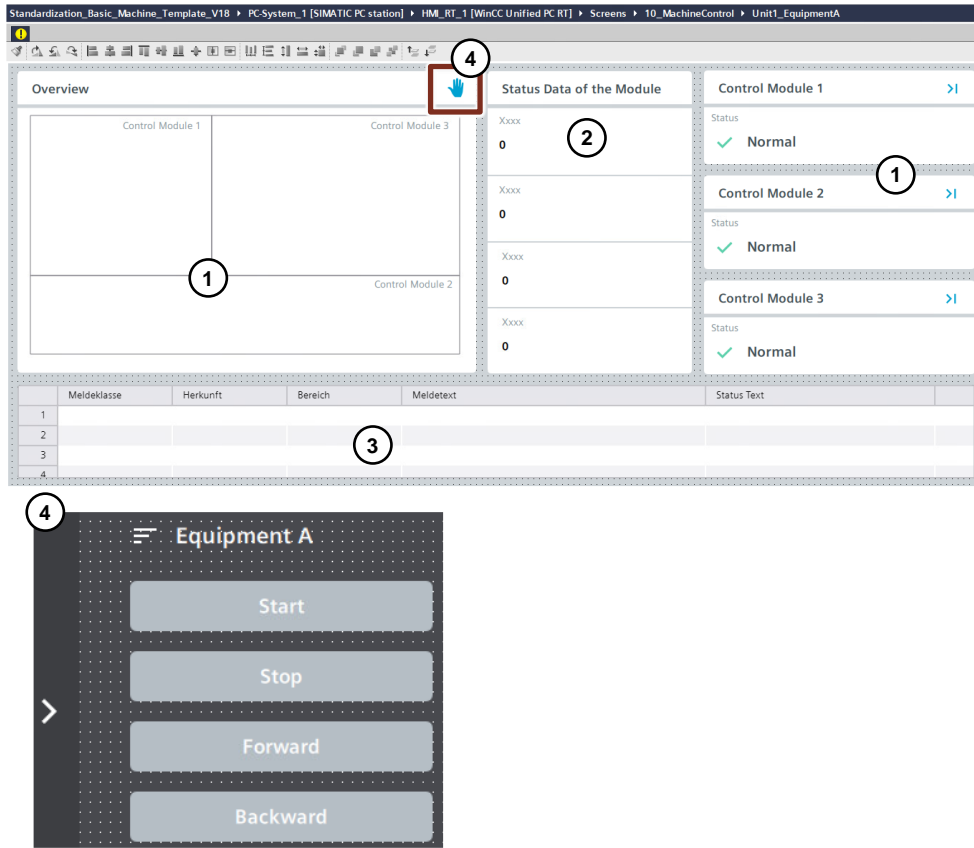 Standardization_Basic_Machine_Template_V18 ▸ PC-System_1 [SIMATIC PC station] ▸ HMI_RT_1 [WinCC Unified PC RT] ▸ Screens ▸ 10_MachineControl ▸ Unit1_EquipmentA
4
Overview
Status Data of the Module
Control Module 1
Control Module 1
Control Module 3
Xxxx
0
2
Status
Normal
1
Xxxx
0
Control Module 2
Status
Normal
Xxxx
0
1
Control Module 2
Control Module 3
Xxxx
0
Status
Normal
Meldeklasse Herkunft Bereich Meldetext Status Text
1
2
3
3
4
4
Equipment A
Start
Stop
Forward
Backward